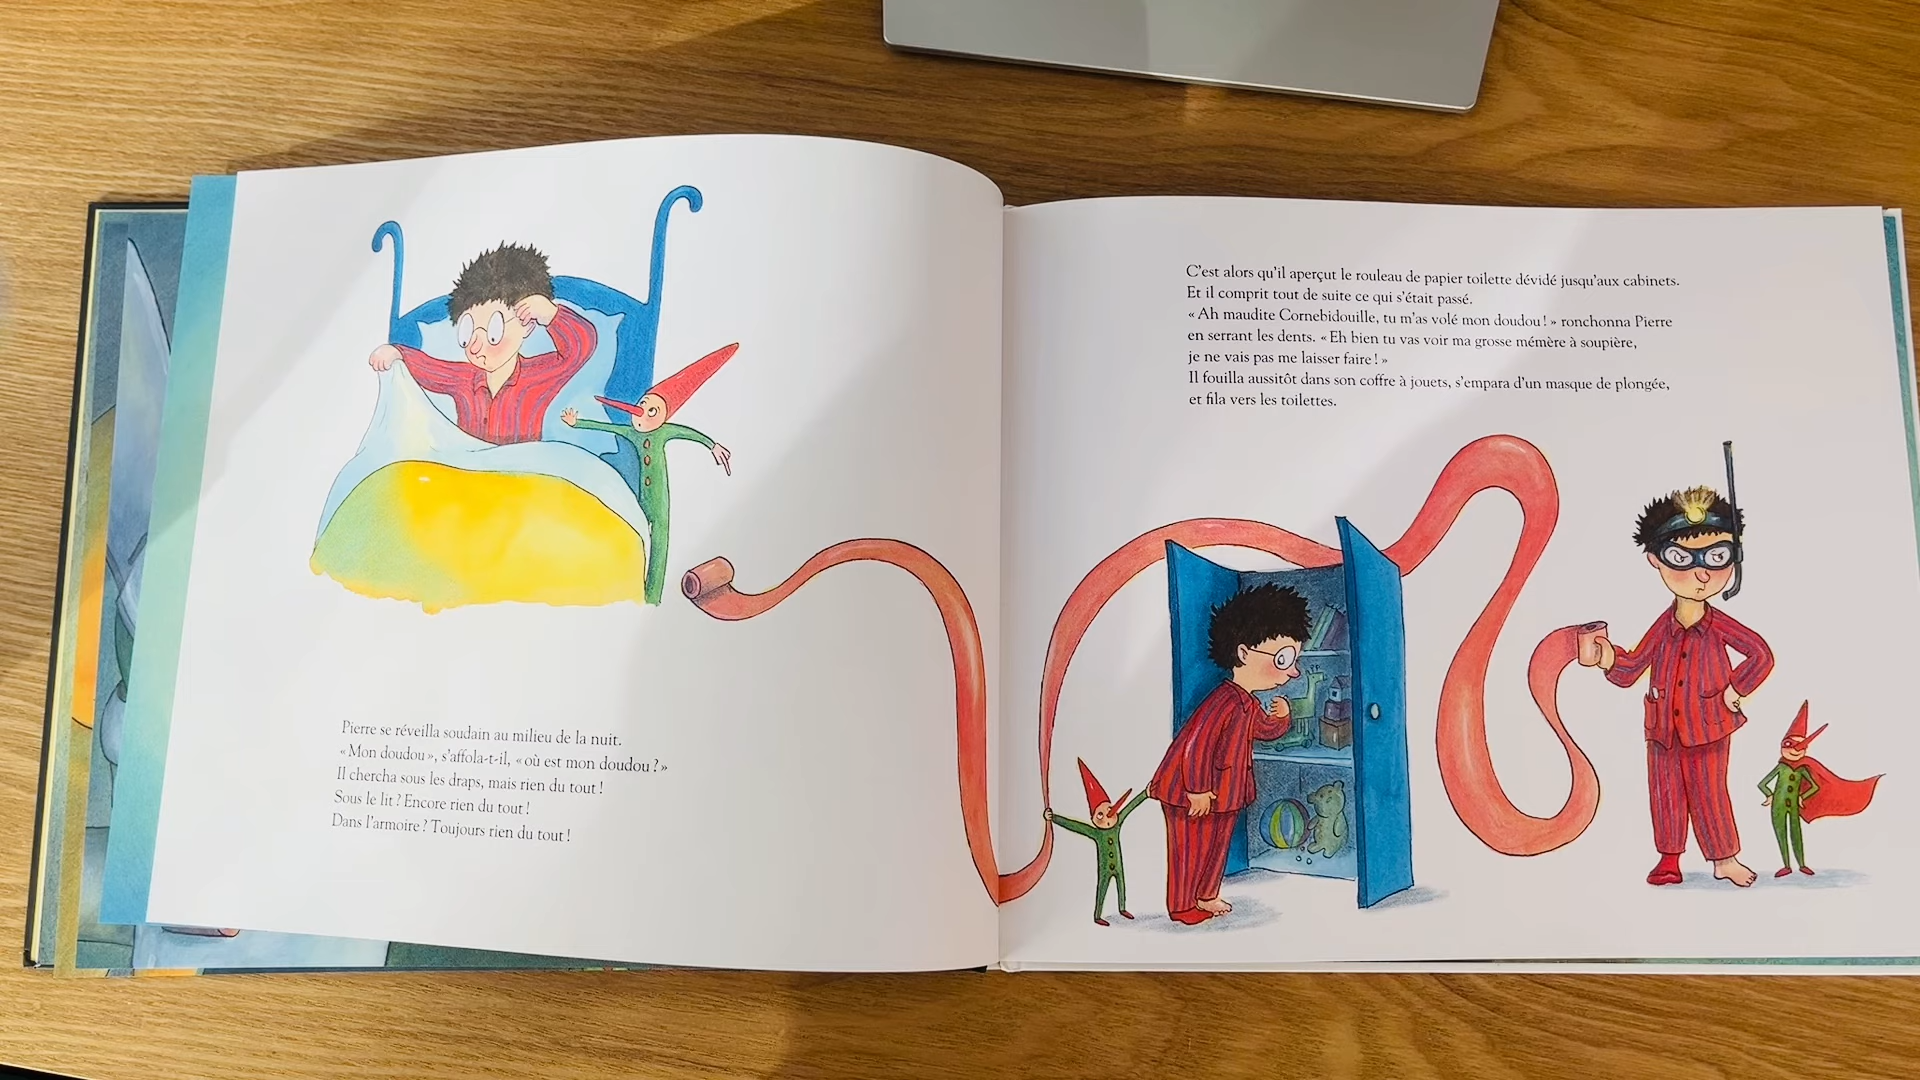 Pierre se réveilla soudain au milieu de la nuit.
« Mon doudou », s'affola-t-il, « où est mon doudou ? »
Il chercha sous les draps, mais rien du tout !
Sous le lit ? Encore rien du tout !
Dans l'armoire ? Toujours rien du tout !
C'est alors qu'il aperçut le rouleau de papier toilette dévidé jusqu'aux cabinets.
Et il comprit tout de suite ce qui s'était passé.
« Ah maudite Cornebidouille, tu m'as volé mon doudou ! » ronchonna Pierre
en serrant les dents. « Eh bien tu vas voir ma grosse mémère à soupière,
je ne vais pas me laisser faire ! »
Il fouilla aussitôt dans son coffre à jouets, s'empara d'un masque de plongée,
et fila vers les toilettes.